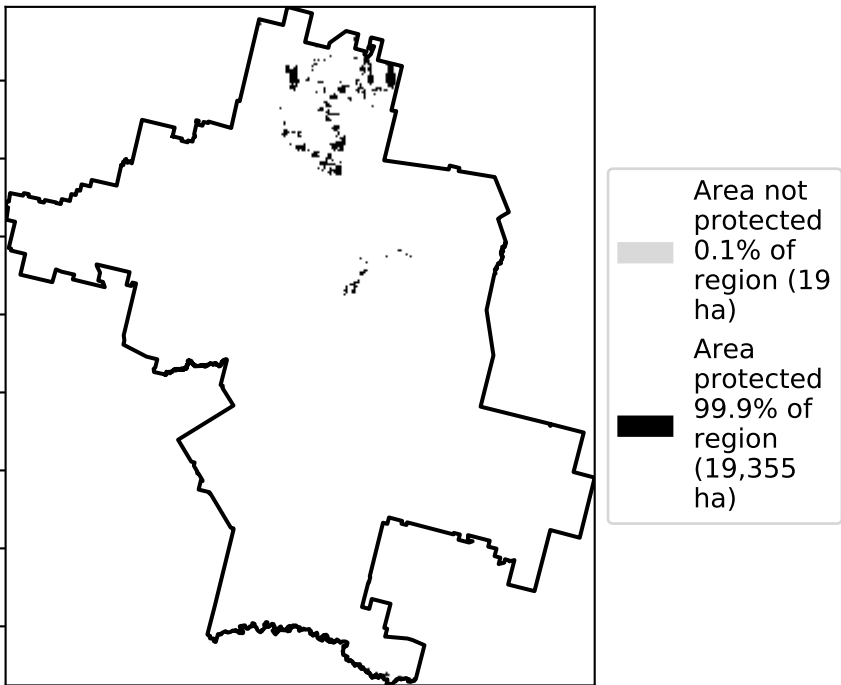 Area not
protected
0.1% of
region (19
ha)
Area
protected
99.9% of
region
(19,355
ha)